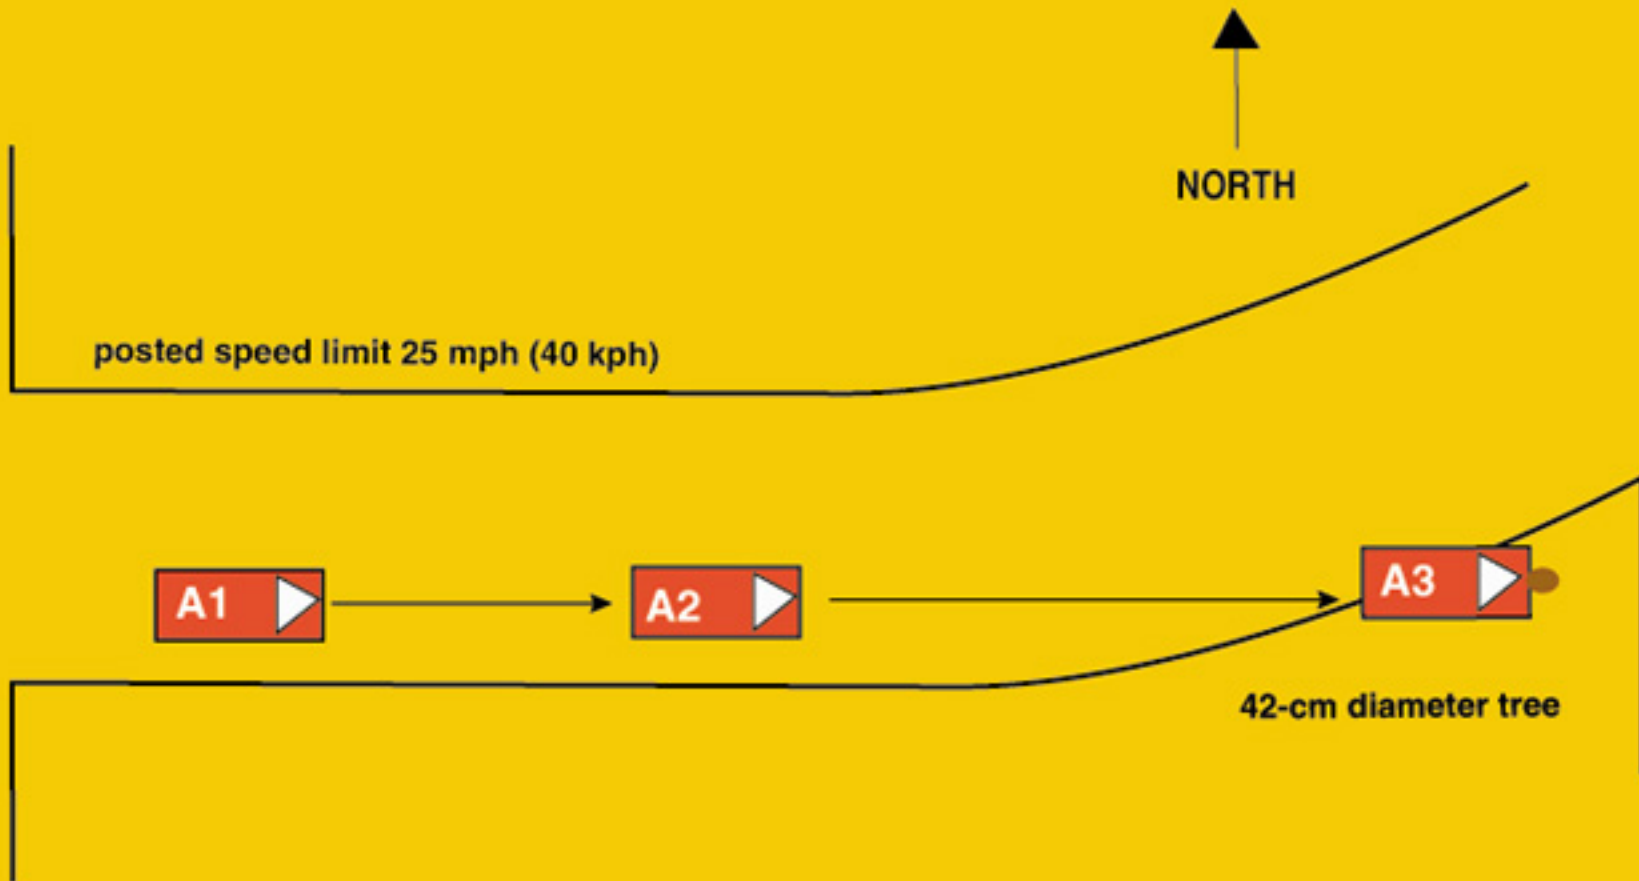 NORTH
posted speed limit 25 mph (40 kph)
A1
A2
A3
42-cm diameter tree